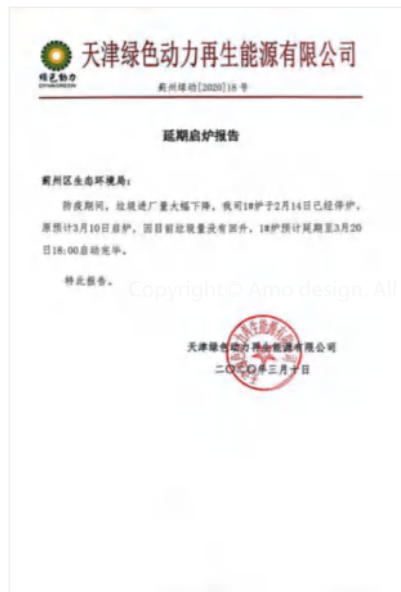 天津绿色动力再生能源有限公司
绿色动力
DYNAGREEN
蓟州绿动[2020]18 号
延期启炉报告
蓟州区生态环境局：
防疫期间，垃圾进厂量大幅下降，我司1#炉于2月14日已经停炉，
原预计3月10日启炉，因目前垃圾量没有回升，1#炉预计延期至3月20
日18:00启动完毕。
特此报告。
Copyright© Amo design. All
天津绿色动力再生能源有限公司
二〇二〇年三月十日